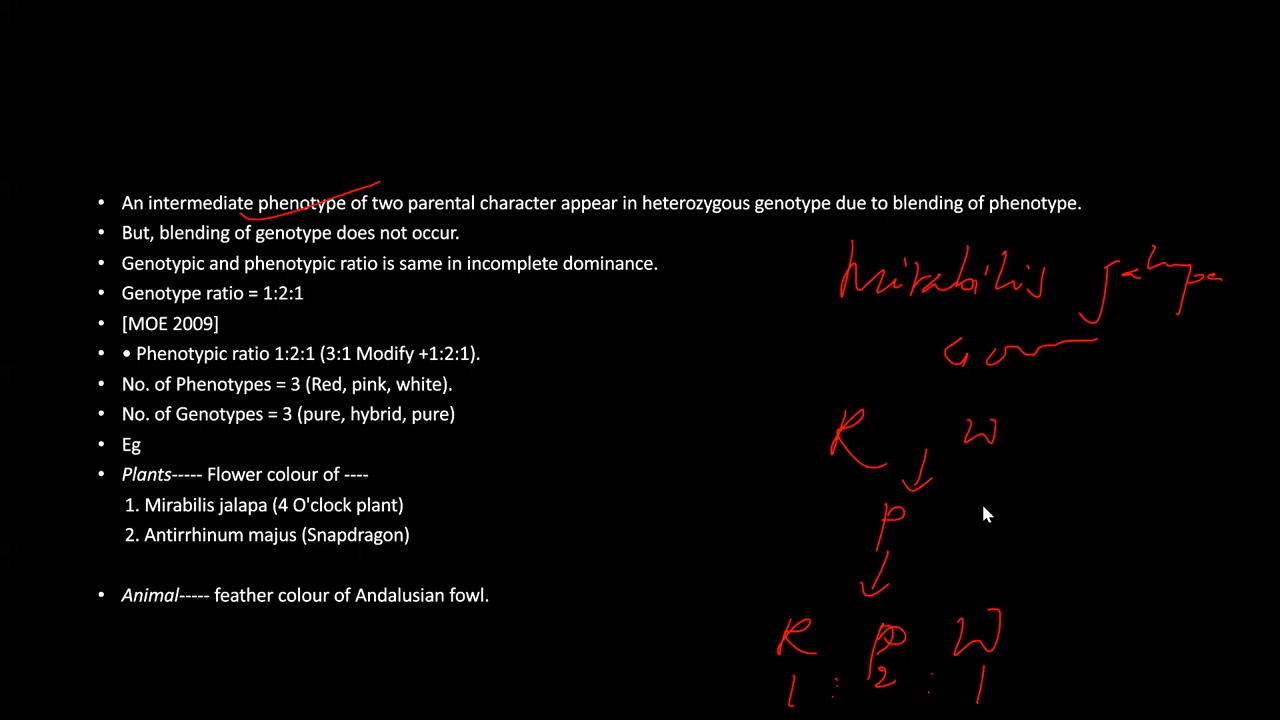 • An intermediate phenotype of two parental character appear in heterozygous genotype due to blending of phenotype.
• But, blending of genotype does not occur.
• Genotypic and phenotypic ratio is same in incomplete dominance.
• Genotype ratio = 1:2:1
• [MOE 2009]
• • Phenotypic ratio 1:2:1 (3:1 Modify +1:2:1).
• No. of Phenotypes = 3 (Red, pink, white).
• No. of Genotypes = 3 (pure, hybrid, pure)
• Eg
• Plants----- Flower colour of ----
1. Mirabilis jalapa (4 O'clock plant)
2. Antirrhinum majus (Snapdragon)
• Animal----- feather colour of Andalusian fowl.
Mirabilis
R W
P
R P W
1 : 2 : 1